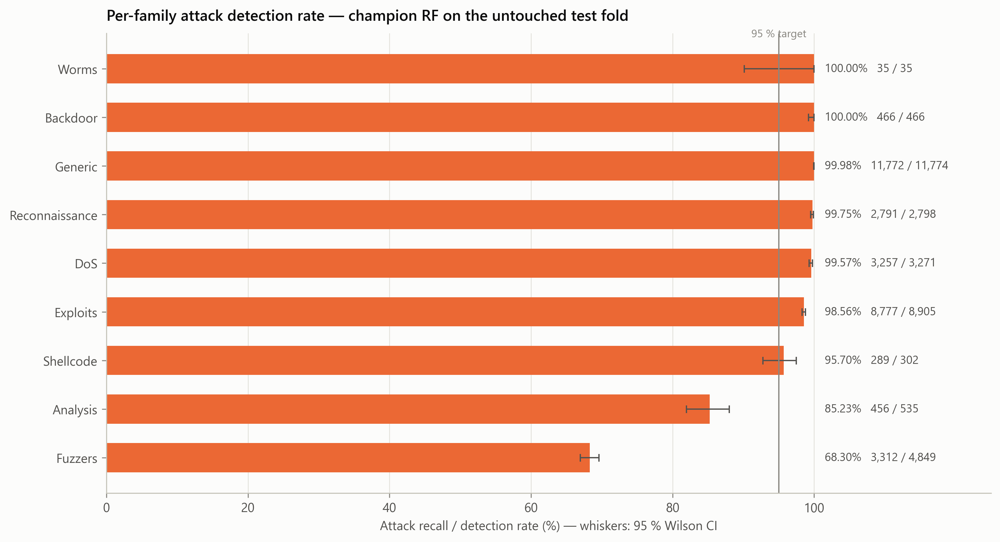 Per-family attack detection rate — champion RF on the untouched test fold
95 % target
Worms 100.00% 35 / 35
Backdoor 100.00% 466 / 466
Generic 99.98% 11,772 / 11,774
Reconnaissance 99.75% 2,791 / 2,798
DoS 99.57% 3,257 / 3,271
Exploits 98.56% 8,777 / 8,905
Shellcode 95.70% 289 / 302
Analysis 85.23% 456 / 535
Fuzzers 68.30% 3,312 / 4,849
0 20 40 60 80 100
Attack recall / detection rate (%) — whiskers: 95 % Wilson CI